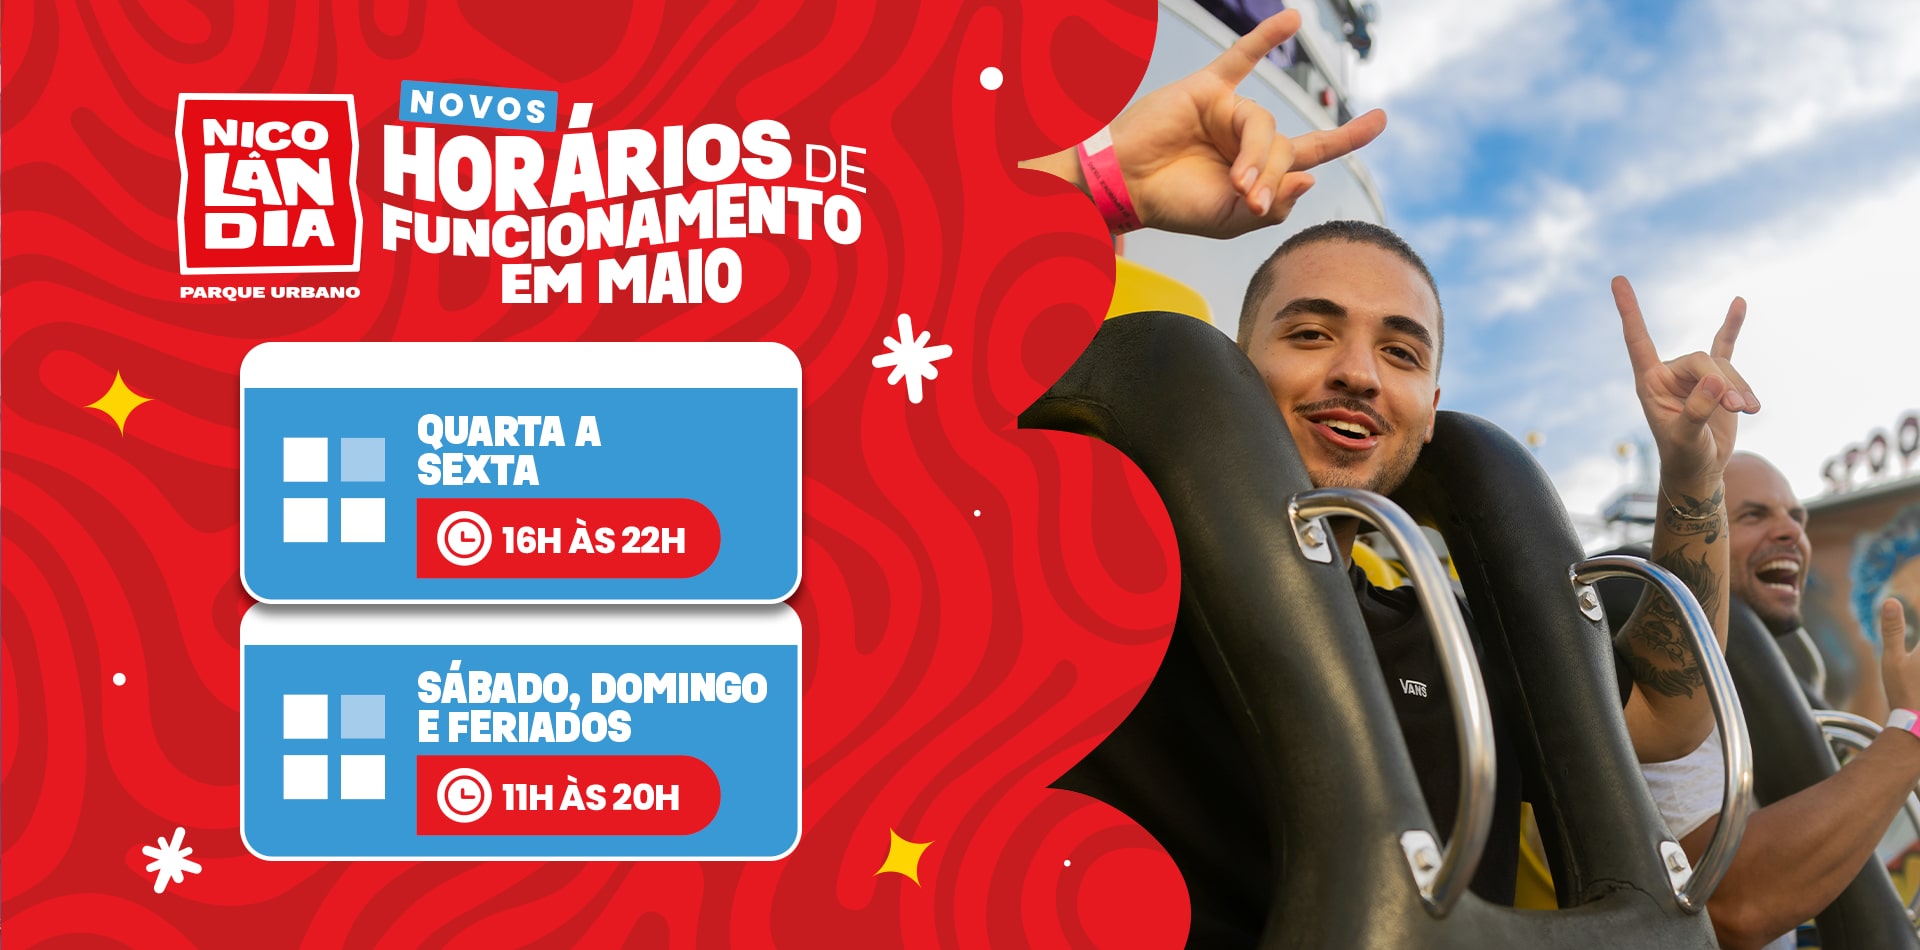 NICO
LÂN
DIA
PARQUE URBANO
NOVOS
HORÁRIOS DE
FUNCIONAMENTO
EM MAIO
QUARTA A
SEXTA
16H ÀS 22H
SÁBADO, DOMINGO
E FERIADOS
11H ÀS 20H
VANS
SPOO